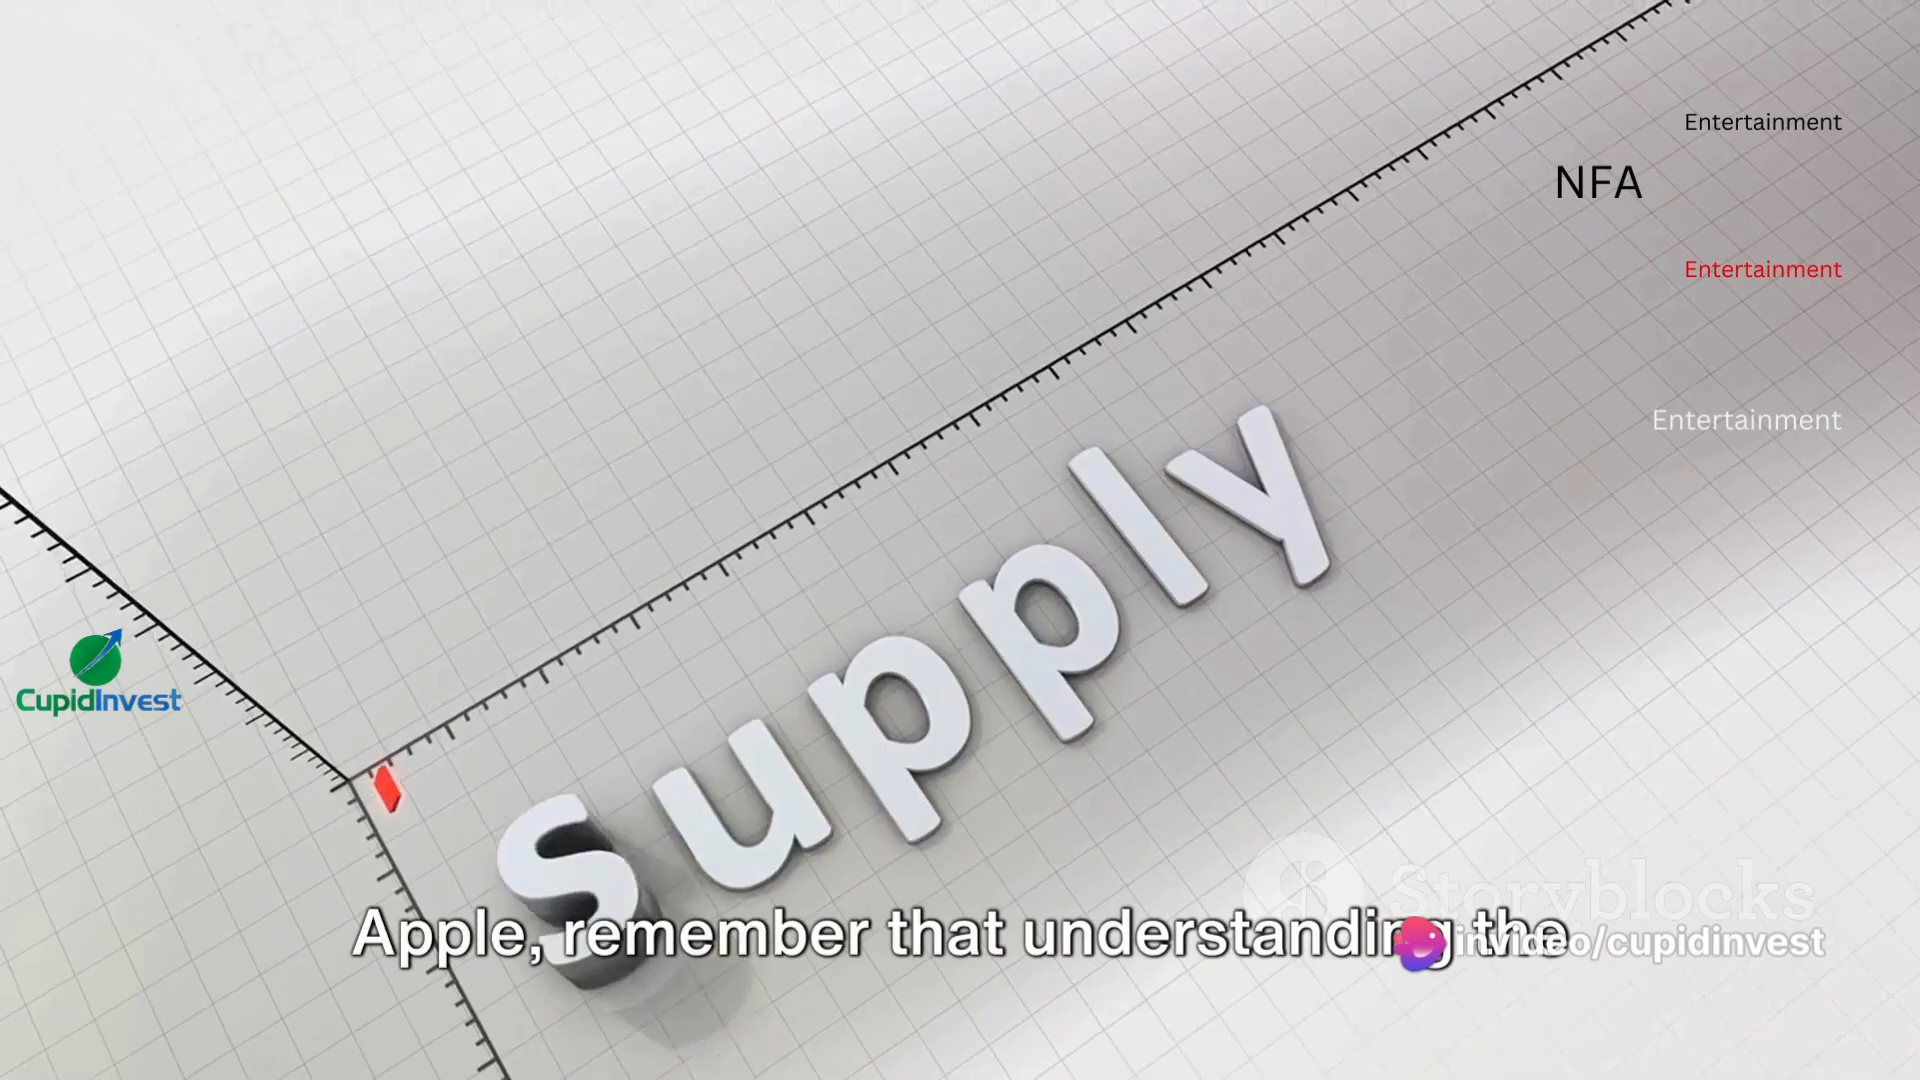 Entertainment
NFA
Entertainment
Entertainment
supply
CupidInvest
Storyblocks
Apple, remember that understanding the
invideo/cupidinvest